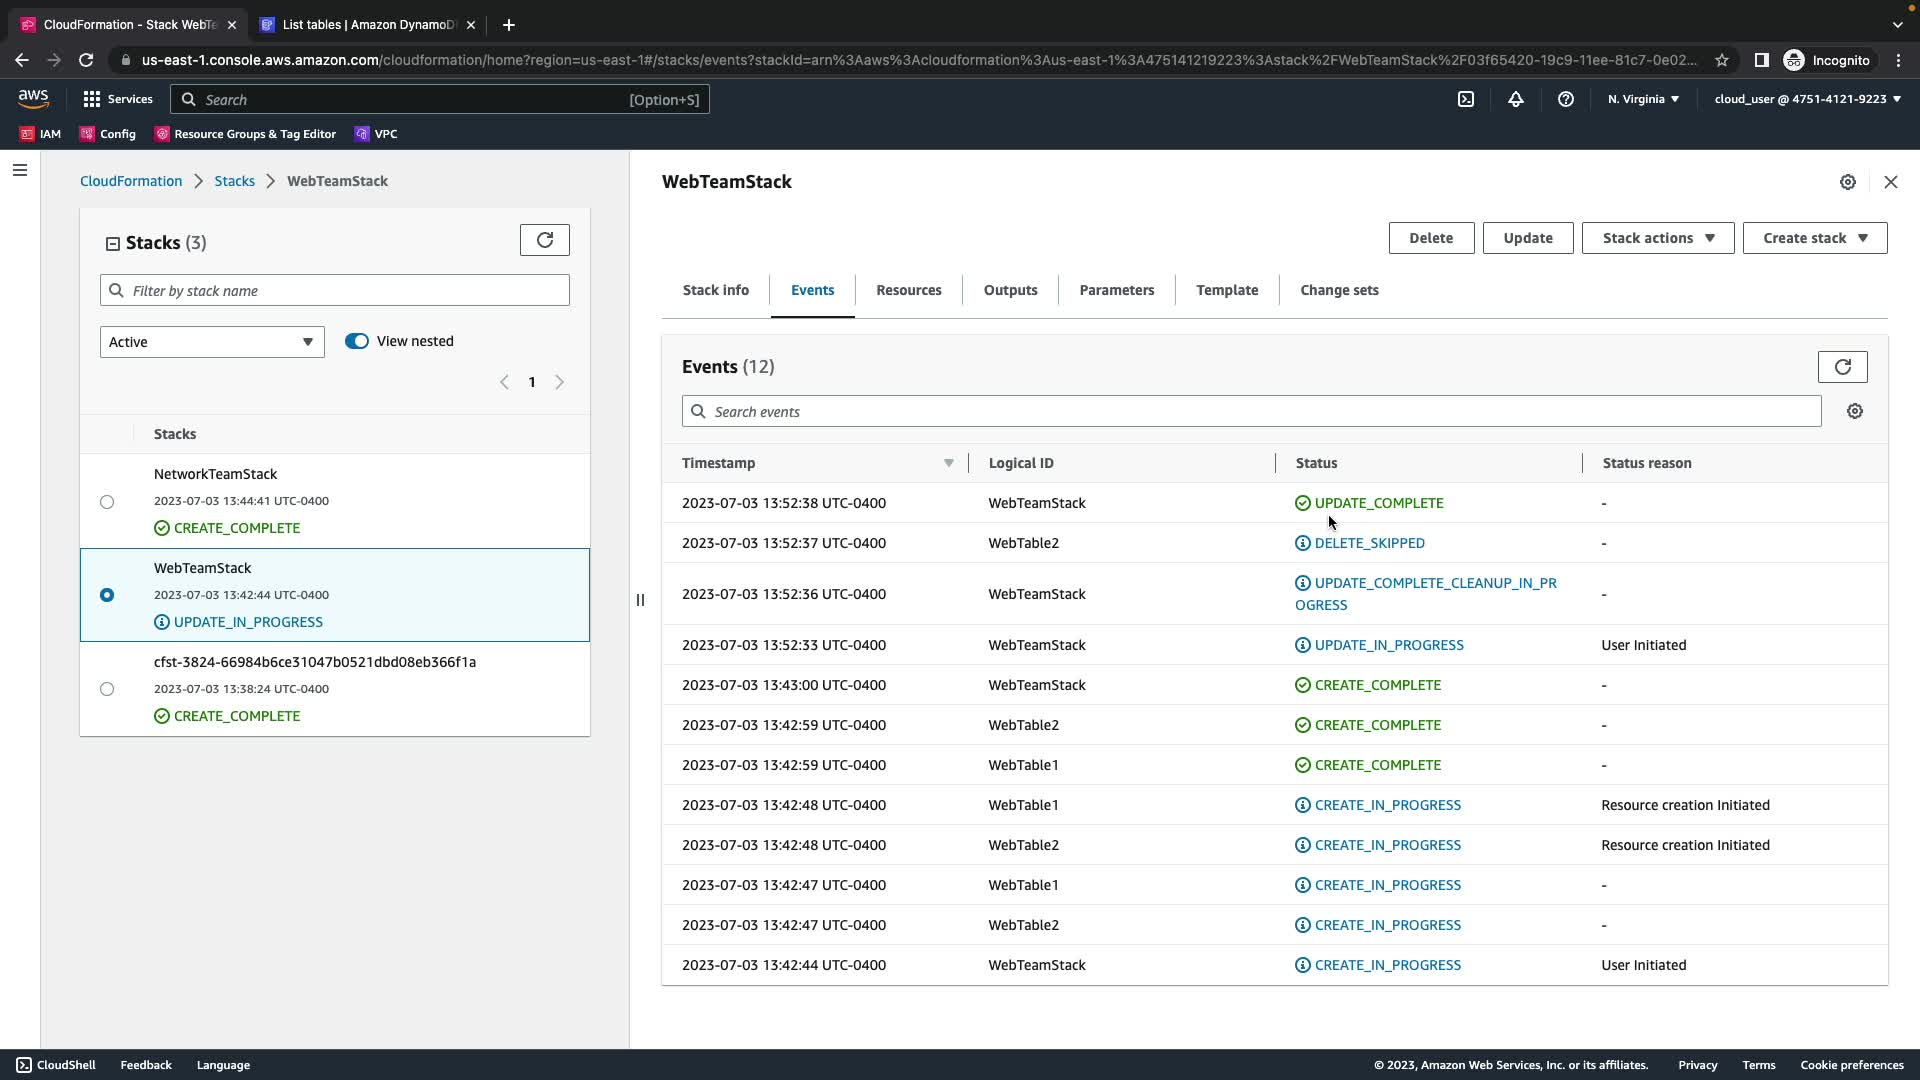 CloudFormation - Stack WebTe
List tables | Amazon DynamoD
us-east-1.console.aws.amazon.com/cloudformation/home?region=us-east-1#/stacks/events?stackId=arn%3Aaws%3Acloudformation%3Aus-east-1%3A475141219223%3Astack%2FWebTeamStack%2F03f65420-19c9-11ee-81c7-0e02...
Incognito
aws
Services
Search
[Option+S]
N. Virginia
cloud_user @ 4751-4121-9223
IAM
Config
Resource Groups & Tag Editor
VPC
CloudFormation > Stacks > WebTeamStack
Stacks (3)
Filter by stack name
Active
View nested
1
Stacks
NetworkTeamStack
2023-07-03 13:44:41 UTC-0400
CREATE_COMPLETE
WebTeamStack
2023-07-03 13:42:44 UTC-0400
UPDATE_IN_PROGRESS
cfst-3824-66984b6ce31047b0521dbd08eb366f1a
2023-07-03 13:38:24 UTC-0400
CREATE_COMPLETE
WebTeamStack
Delete
Update
Stack actions
Create stack
Stack info
Events
Resources
Outputs
Parameters
Template
Change sets
Events (12)
Search events
Timestamp Logical ID Status Status reason
2023-07-03 13:52:38 UTC-0400 WebTeamStack UPDATE_COMPLETE -
2023-07-03 13:52:37 UTC-0400 WebTable2 DELETE_SKIPPED -
2023-07-03 13:52:36 UTC-0400 WebTeamStack UPDATE_COMPLETE_CLEANUP_IN_PR
OGRESS -
2023-07-03 13:52:33 UTC-0400 WebTeamStack UPDATE_IN_PROGRESS User Initiated
2023-07-03 13:43:00 UTC-0400 WebTeamStack CREATE_COMPLETE -
2023-07-03 13:42:59 UTC-0400 WebTable2 CREATE_COMPLETE -
2023-07-03 13:42:59 UTC-0400 WebTable1 CREATE_COMPLETE -
2023-07-03 13:42:48 UTC-0400 WebTable1 CREATE_IN_PROGRESS Resource creation Initiated
2023-07-03 13:42:48 UTC-0400 WebTable2 CREATE_IN_PROGRESS Resource creation Initiated
2023-07-03 13:42:47 UTC-0400 WebTable1 CREATE_IN_PROGRESS -
2023-07-03 13:42:47 UTC-0400 WebTable2 CREATE_IN_PROGRESS -
2023-07-03 13:42:44 UTC-0400 WebTeamStack CREATE_IN_PROGRESS User Initiated
CloudShell
Feedback
Language
© 2023, Amazon Web Services, Inc. or its affiliates.
Privacy
Terms
Cookie preferences